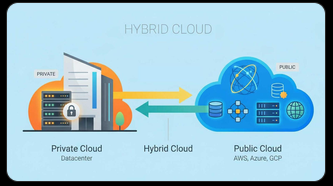 HYBRID CLOUD
PRIVATE
PUBLIC
Private Cloud
Datacenter
Hybrid Cloud
Public Cloud
AWS, Azure, GCP